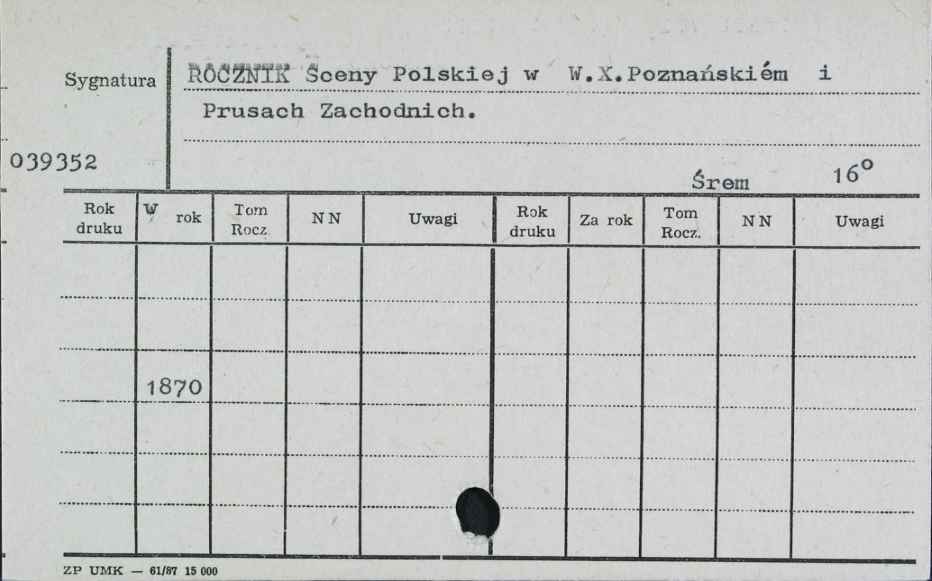 Sygnatura
ROCZNIK Sceny Polskiej w W.X.Poznańskiém i
Prusach Zachodnich.
039352
Śrem 16°
Rok druku W rok Tom Rocz. NN Uwagi Rok druku Za rok Tom Rocz. NN Uwagi
1870
ZP UMK — 61/87 15 000